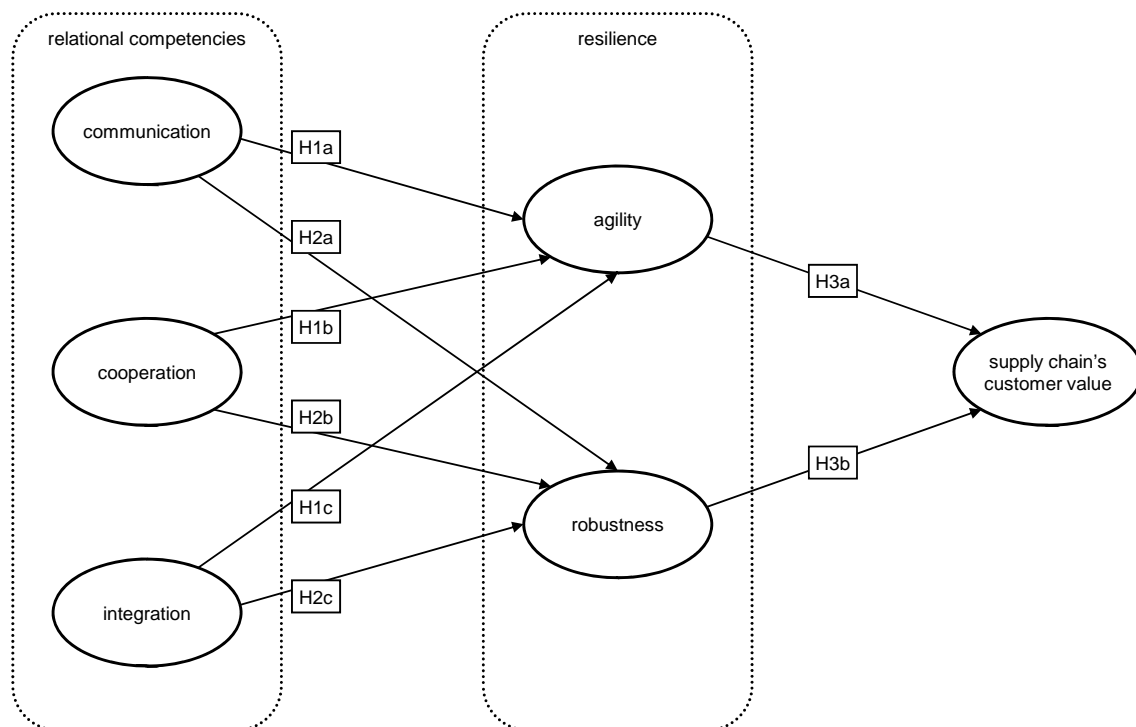 relational competencies
resilience
communication
H1a
agility
H2a
H3a
H1b
cooperation
supply chain's
customer value
H2b
H3b
H1c
robustness
integration
H2c